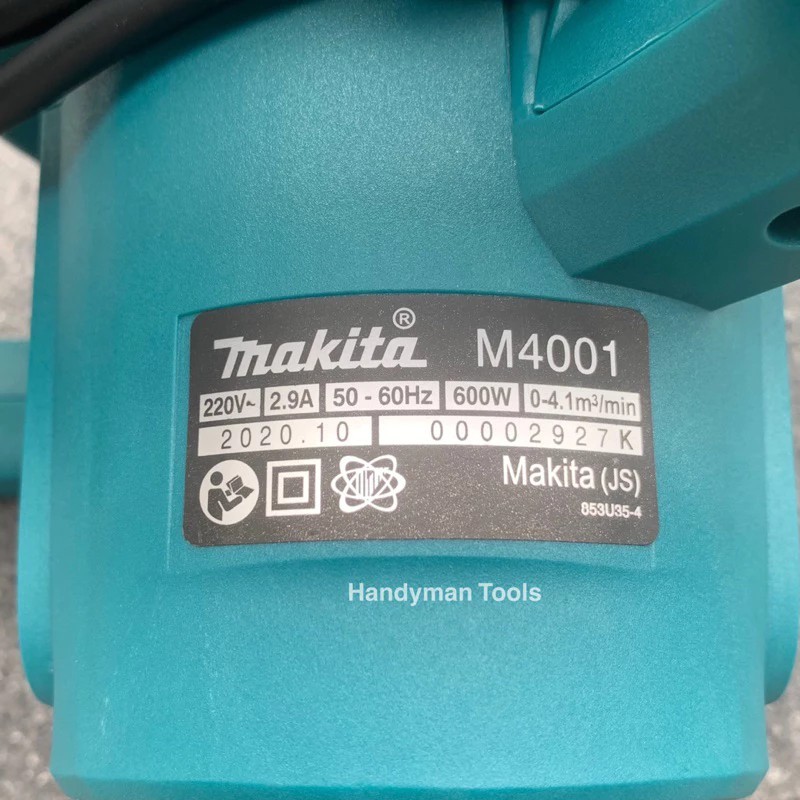 makita® M4001
220V~ 2.9A 50 - 60Hz 600W 0-4.1m³/min
2020.10 00002927 K
Makita (JS)
853U35-4
Handyman Tools